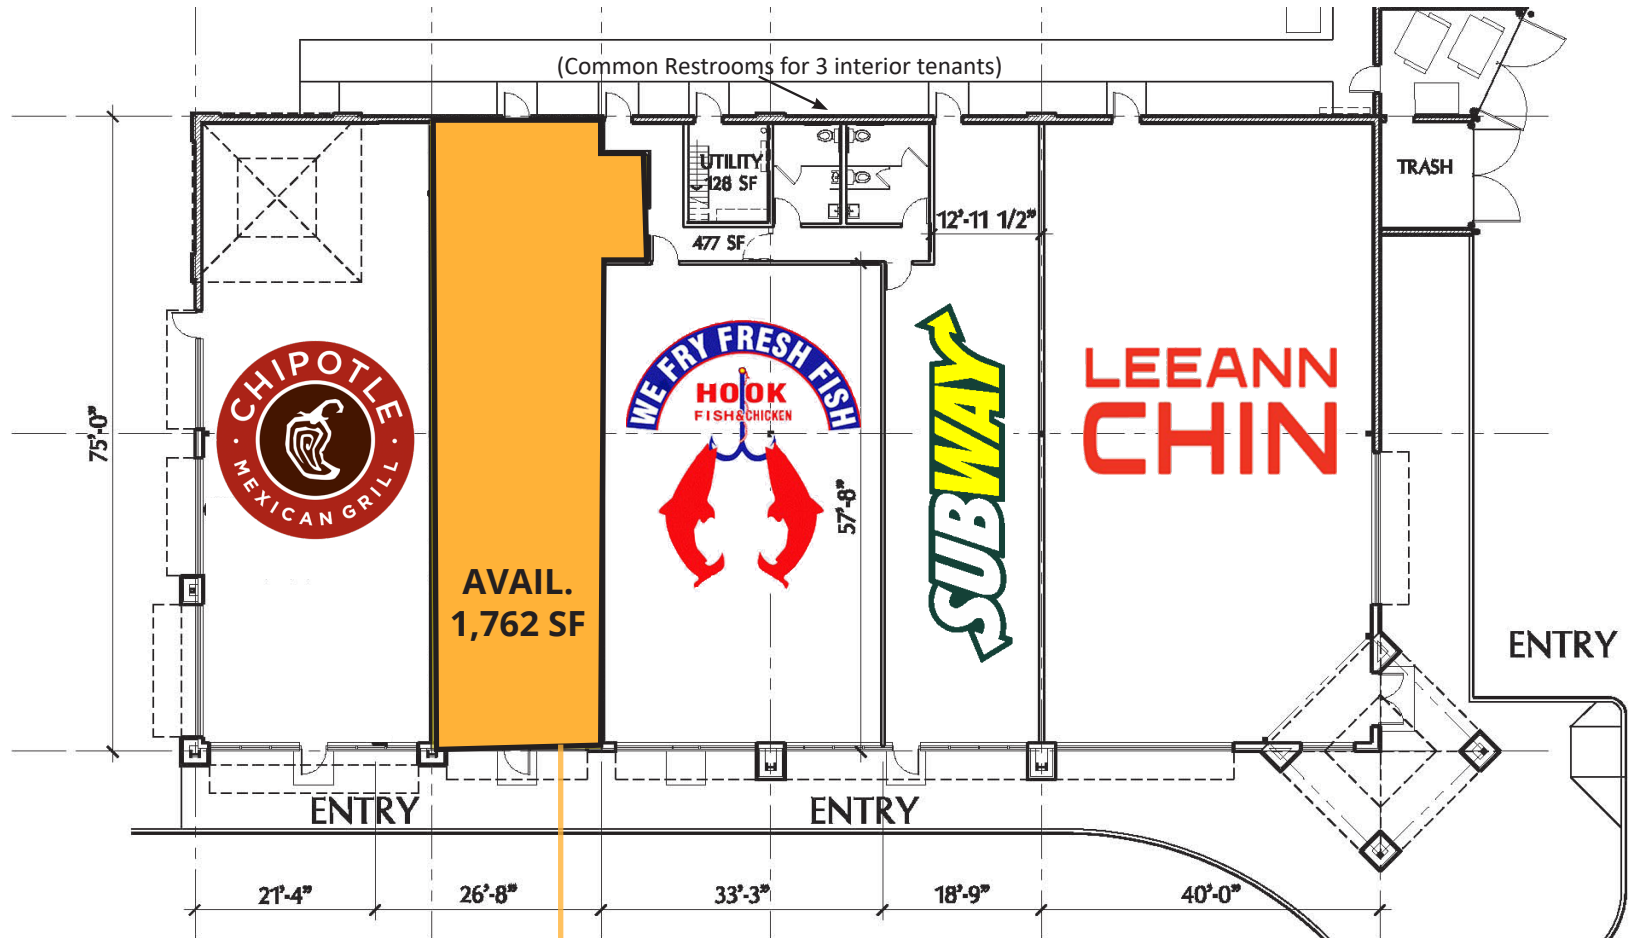 (Common Restrooms for 3 interior tenants)
UTILITY
128 SF
TRASH
12'-11 1/2"
477 SF
75'-0"
CHIPOTLE
MEXICAN GRILL
AVAIL.
1,762 SF
WE FRY FRESH FISH
HOOK
FISH&CHICKEN
57'-8"
SUBWAY
LEEANN
CHIN
ENTRY
ENTRY
ENTRY
21'-4"
26'-8"
33'-3"
18'-9"
40'-0"